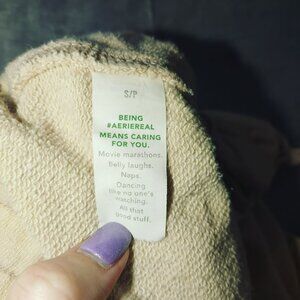 S/P
BEING
#AERIEREAL
MEANS CARING
FOR YOU.
Movie marathons.
Belly laughs.
Naps.
Dancing
like no one's
watching.
All that
good stuff.